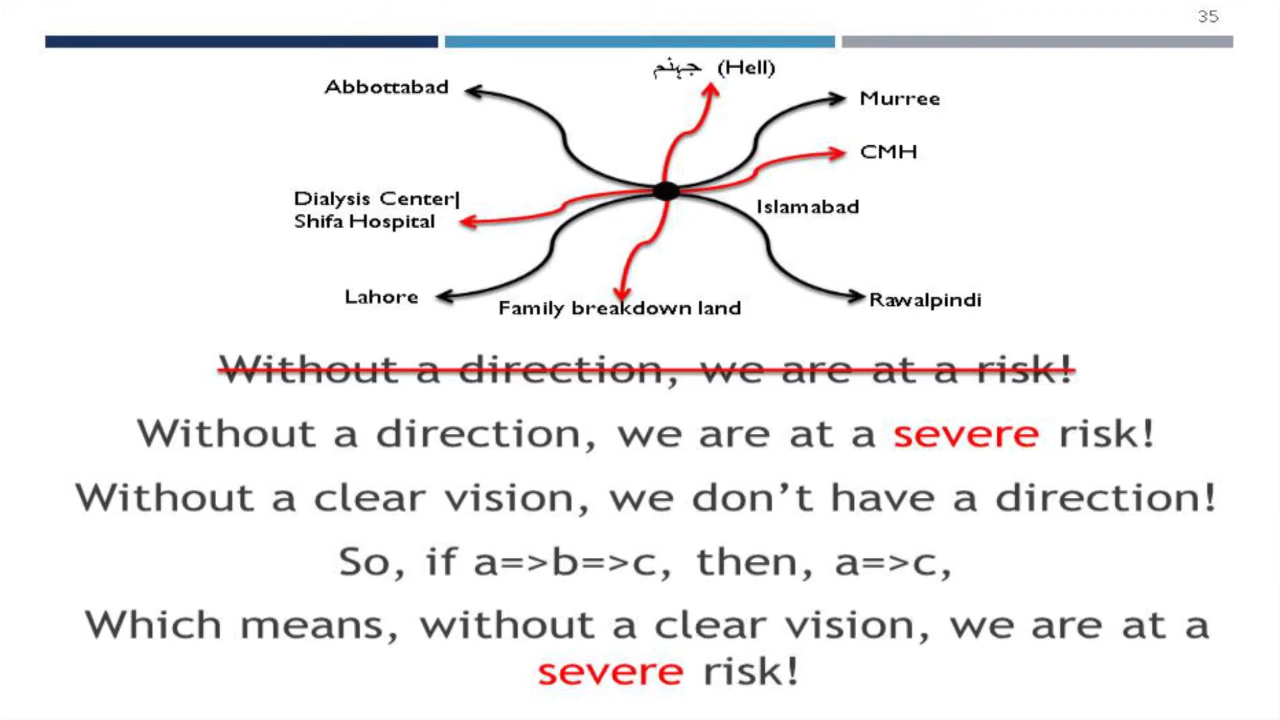 35
جہنم (Hell)
Abbottabad
Murree
CMH
Dialysis Center|
Shifa Hospital
Islamabad
Lahore
Family breakdown land
Rawalpindi
Without a direction, we are at a risk!
Without a direction, we are at a severe risk!
Without a clear vision, we don’t have a direction!
So, if a=>b=>c, then, a=>c,
Which means, without a clear vision, we are at a
severe risk!